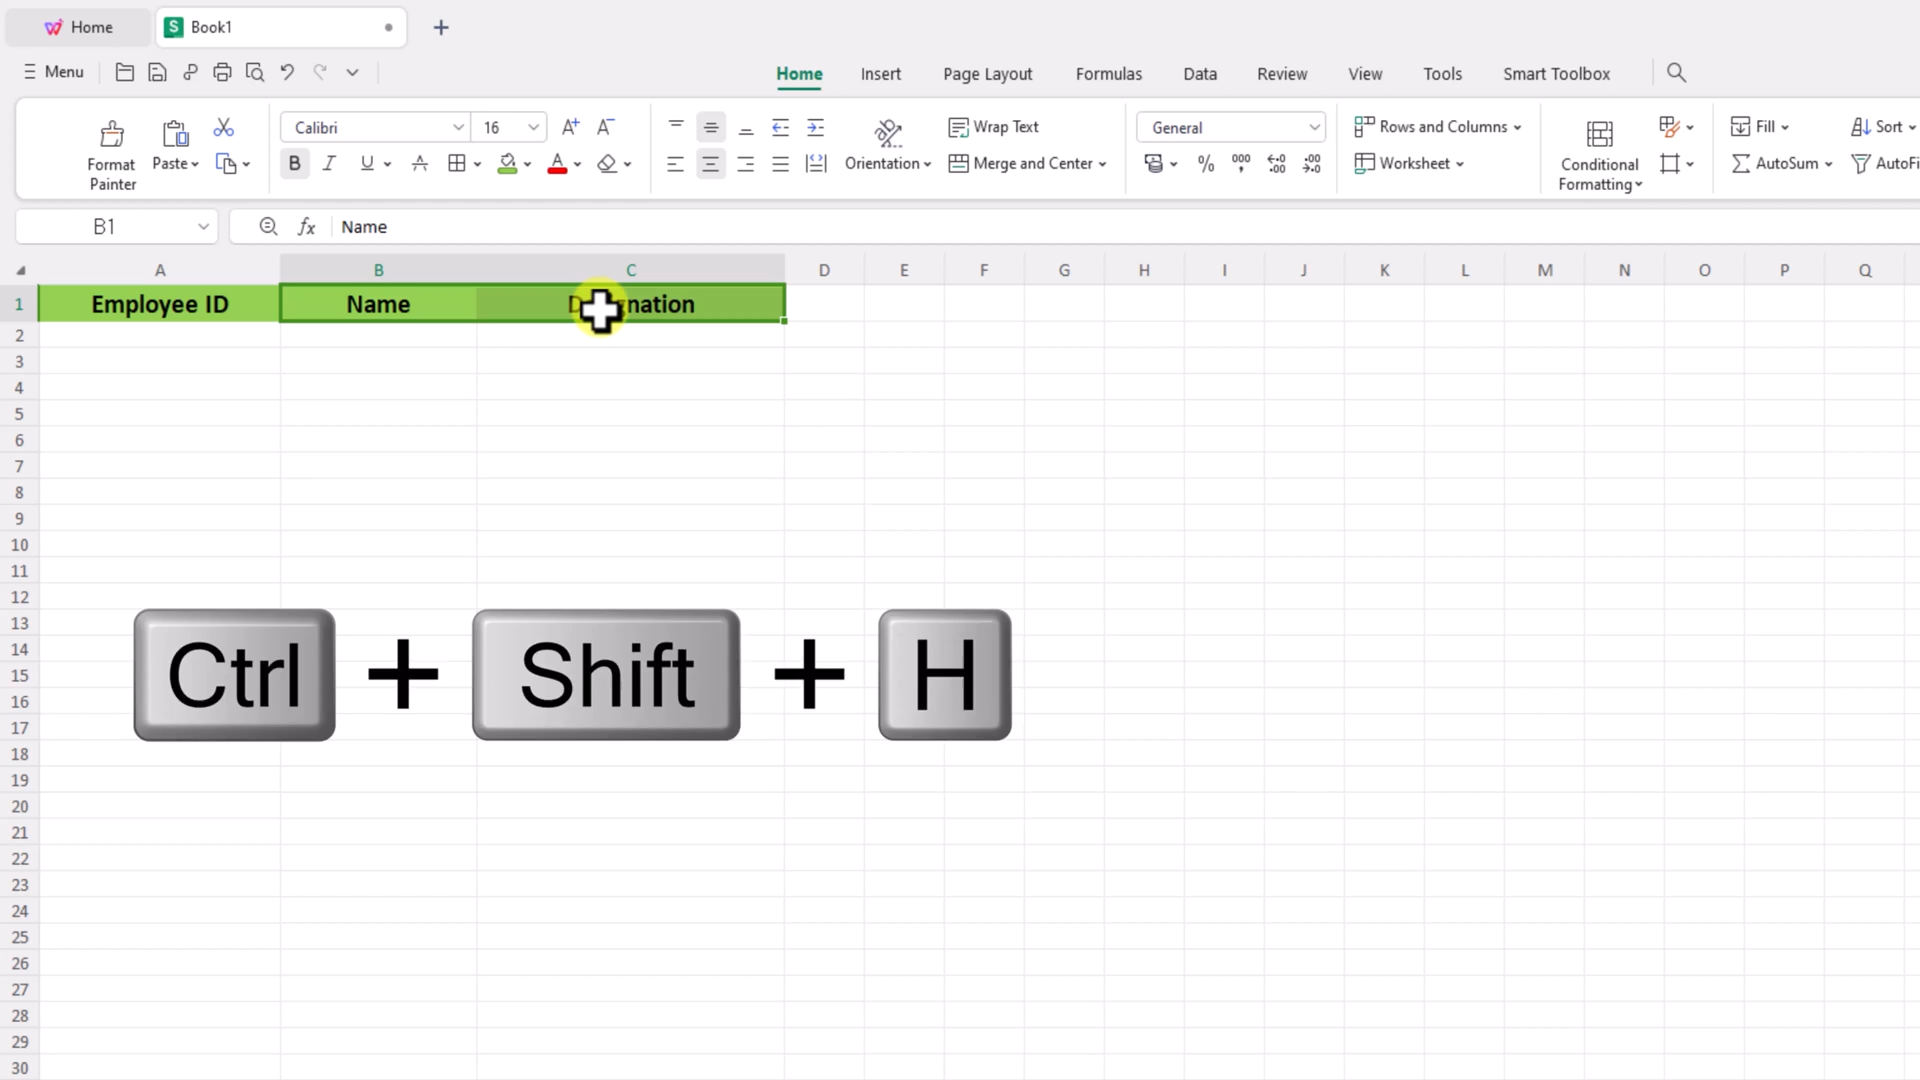 Home
Book1
Menu
Home Insert Page Layout Formulas Data Review View Tools Smart Toolbox
Format Painter
Paste
Calibri 16
B I U A
Orientation
Wrap Text
Merge and Center
General
Rows and Columns
Worksheet
Conditional Formatting
Fill
AutoSum
Sort
B1 fx Name
A B C D E F G H I J K L M N O P Q
1 Employee ID Name
2
3
4
5
6
7
8
9
10
11
12
13
14
15
16
17
18
19
20
21
22
23
24
25
26
27
28
29
30
Ctrl + Shift + H